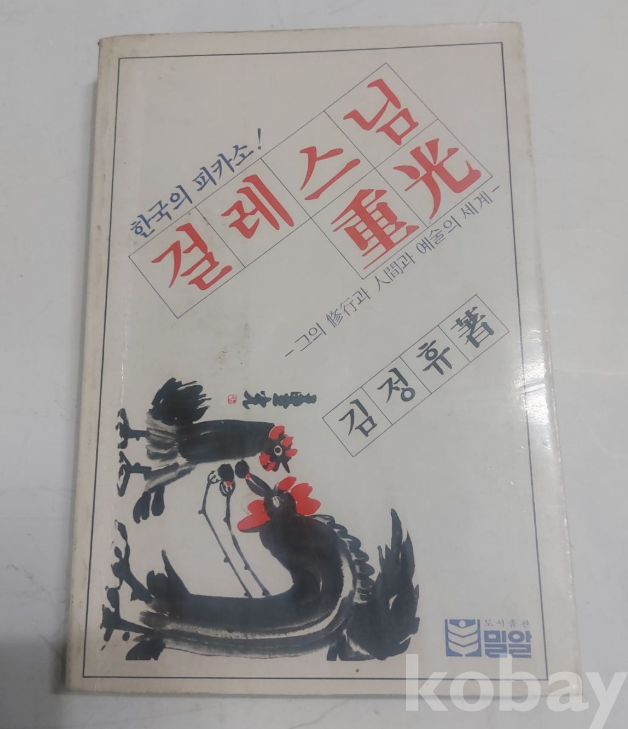 한국의 피카소!
걸레스님
重光
- 그의 修行과 人間과 예술의 세계 -
김정휴 著
도서출판
밀알
kobay